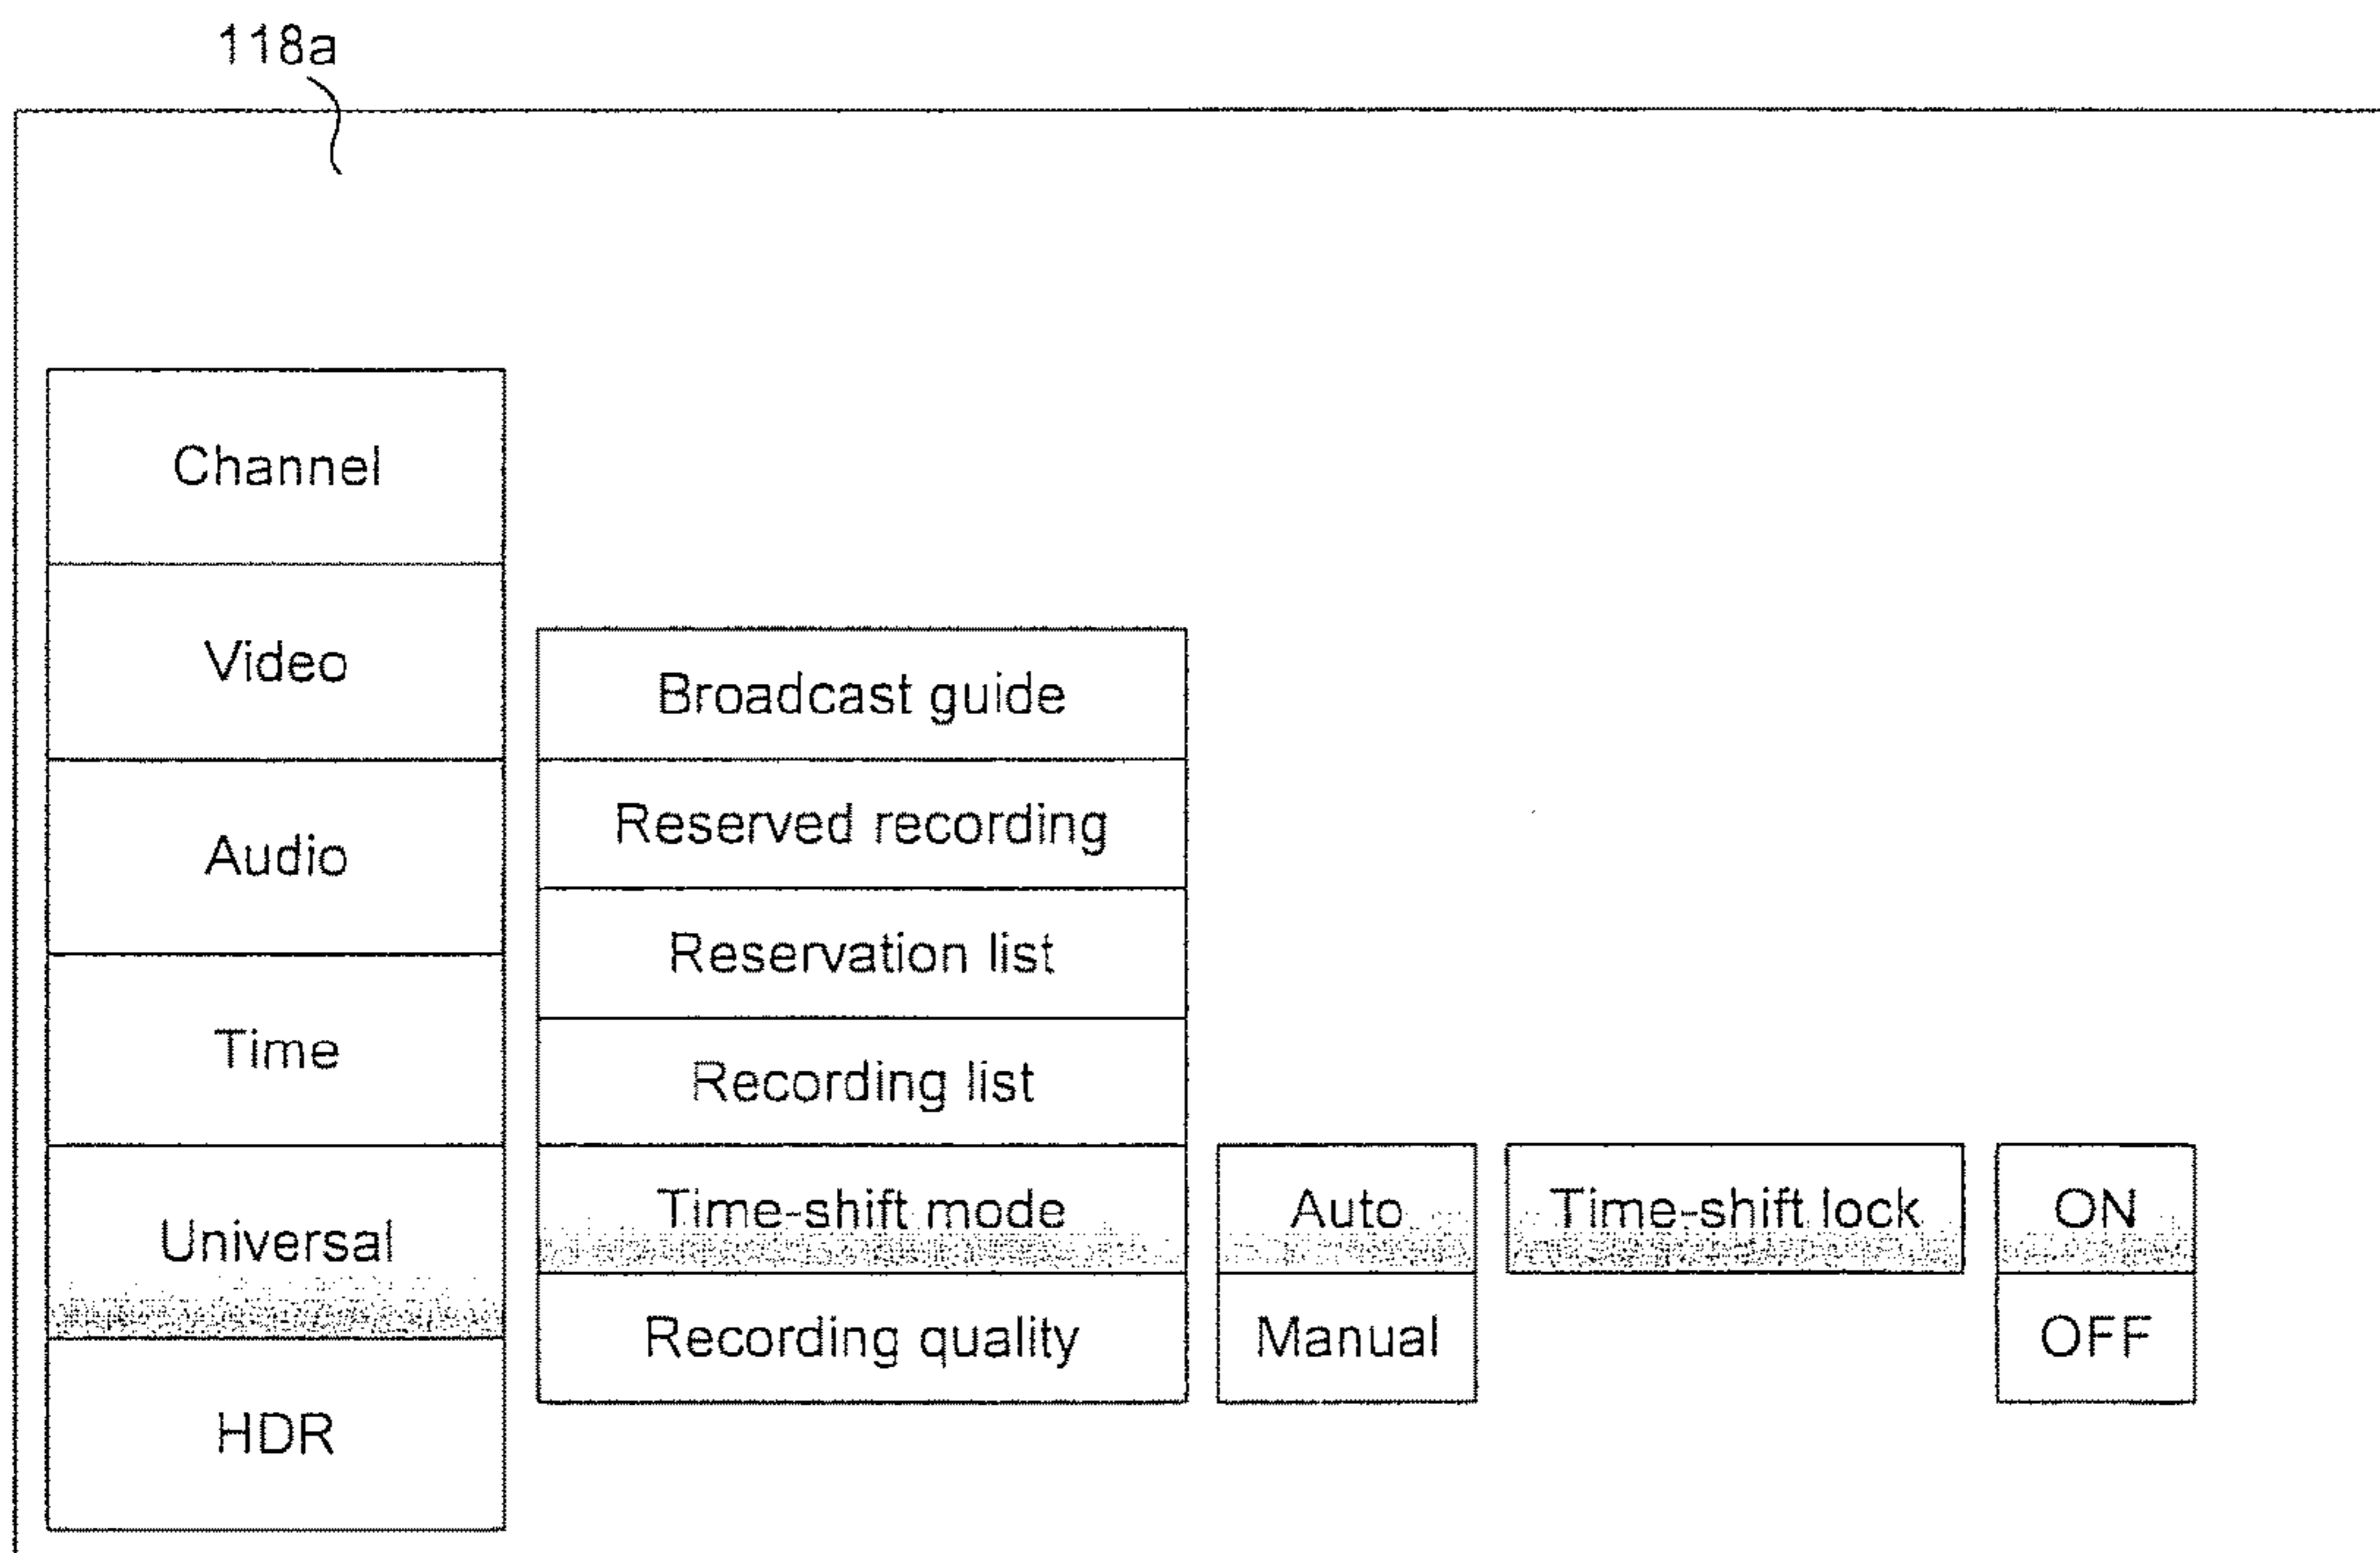 118a
Channel
Video
Audio
Time
Universal
HDR
Broadcast guide
Reserved recording
Reservation list
Recording list
Time-shift mode
Recording quality
Auto
Manual
Time-shift lock
ON
OFF